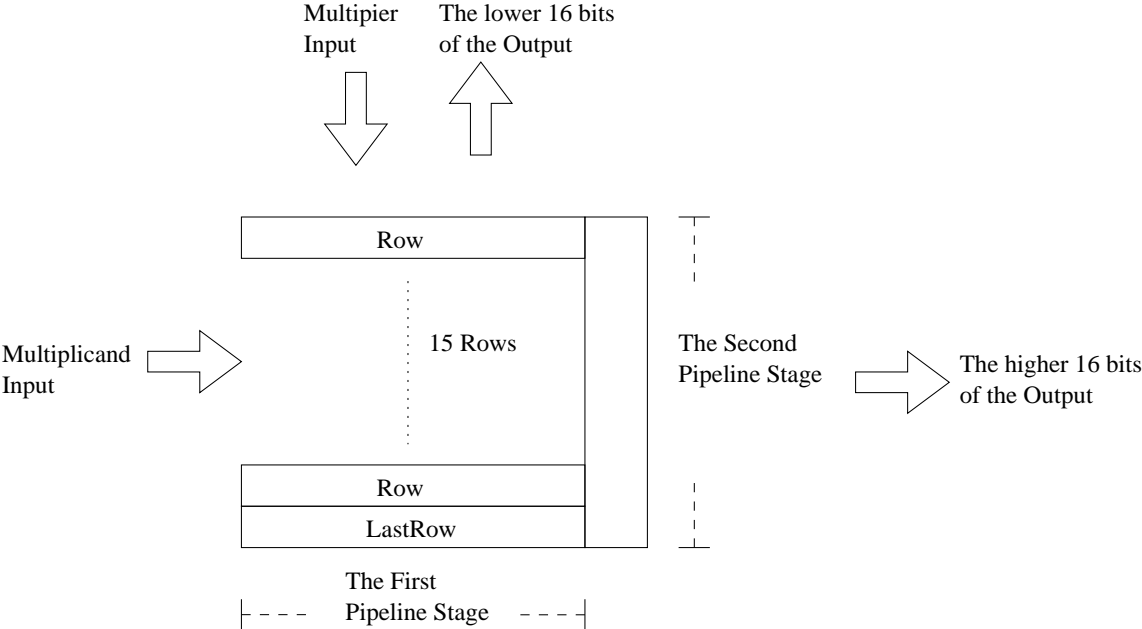 Multipier
Input
The lower 16 bits
of the Output
Row
15 Rows
Multiplicand
Input
The Second
Pipeline Stage
The higher 16 bits
of the Output
Row
LastRow
The First
Pipeline Stage